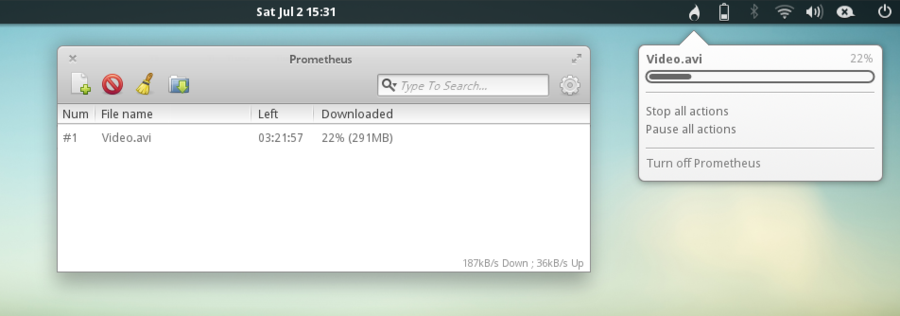 Sat Jul 2 15:31
Prometheus
Type To Search...
Num File name Left Downloaded
#1 Video.avi 03:21:57 22% (291MB)
187kB/s Down ; 36kB/s Up
Video.avi 22%
Stop all actions
Pause all actions
Turn off Prometheus